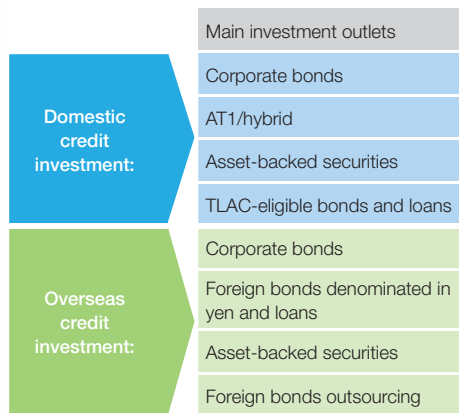 Main investment outlets
Domestic
credit
investment:
Corporate bonds
AT1/hybrid
Asset-backed securities
TLAC-eligible bonds and loans
Overseas
credit
investment:
Corporate bonds
Foreign bonds denominated in
yen and loans
Asset-backed securities
Foreign bonds outsourcing